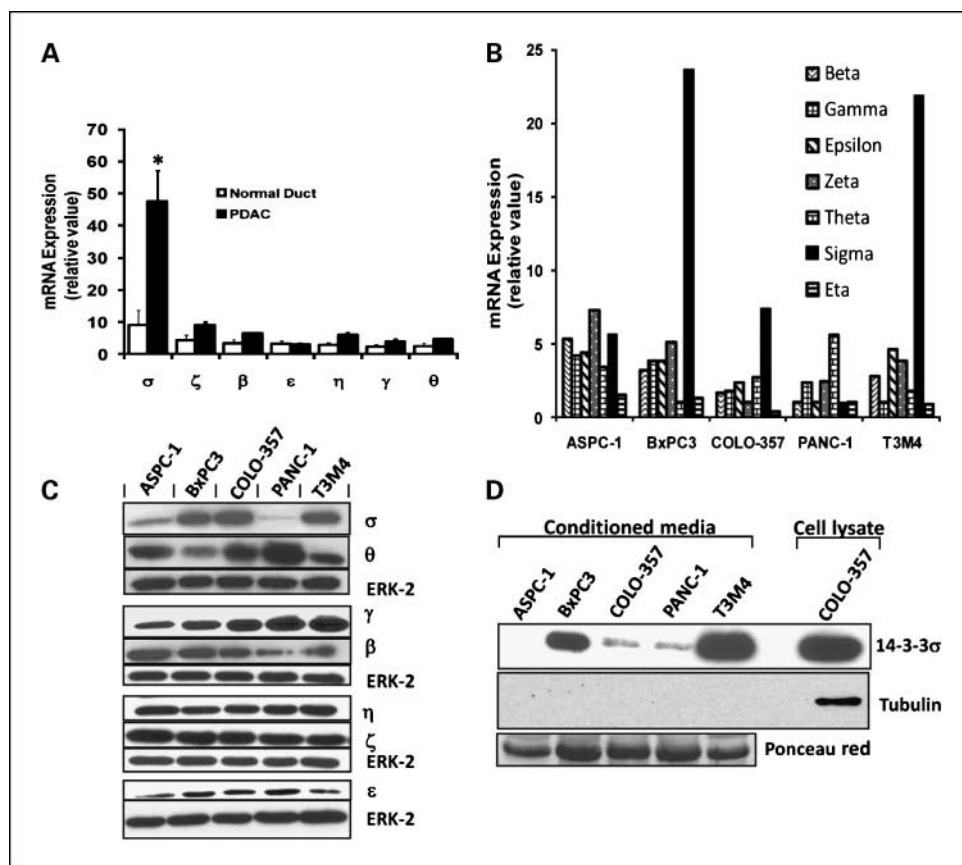 A
70
60
50
40
30
20
10
0
mRNA Expression
(relative value)
*
Normal Duct
PDAC
σ ζ β ε η γ θ
B
25
20
15
10
5
0
mRNA Expression
(relative value)
Beta
Gamma
Epsilon
Zeta
Theta
Sigma
Eta
ASPC-1 BxPC3 COLO-357 PANC-1 T3M4
C
ASPC-1 BxPC3 COLO-357 PANC-1 T3M4
σ
θ
ERK-2
γ
β
ERK-2
η
ζ
ERK-2
ε
ERK-2
D
Conditioned media Cell lysate
ASPC-1 BxPC3 COLO-357 PANC-1 T3M4 COLO-357
14-3-3σ
Tubulin
Ponceau red